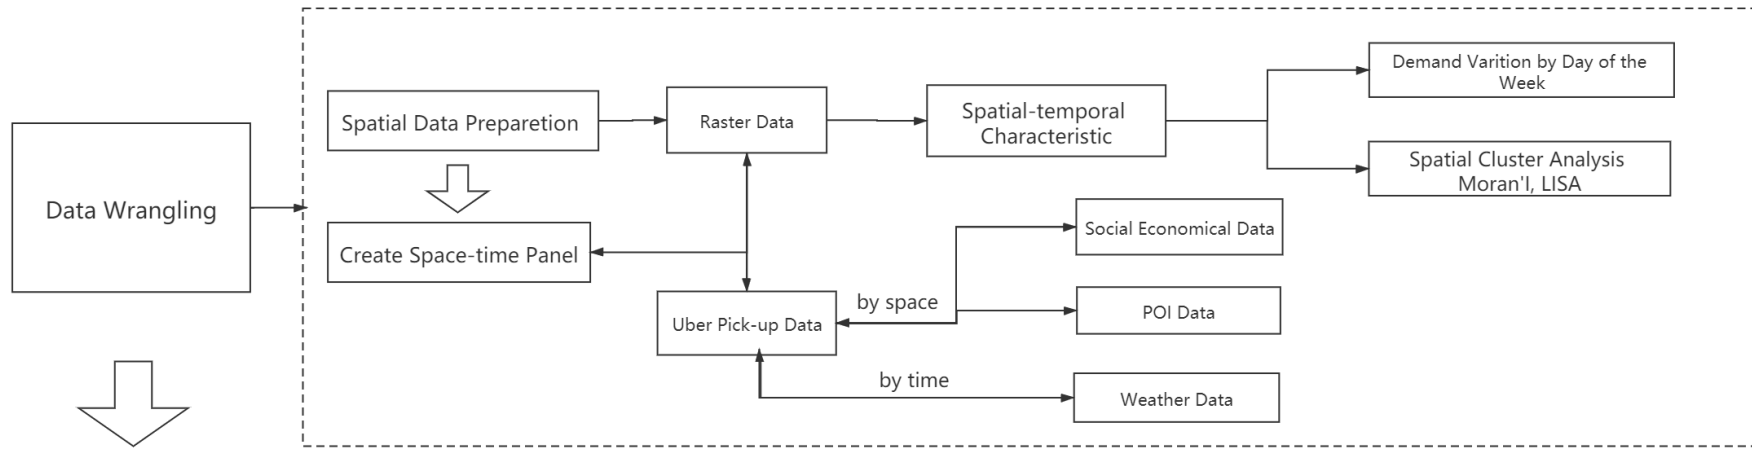 Data Wrangling
Spatial Data Preparetion
Create Space-time Panel
Raster Data
Uber Pick-up Data
Spatial-temporal
Characteristic
by space
by time
Demand Varition by Day of the
Week
Spatial Cluster Analysis
Moran'I, LISA
Social Economical Data
POI Data
Weather Data